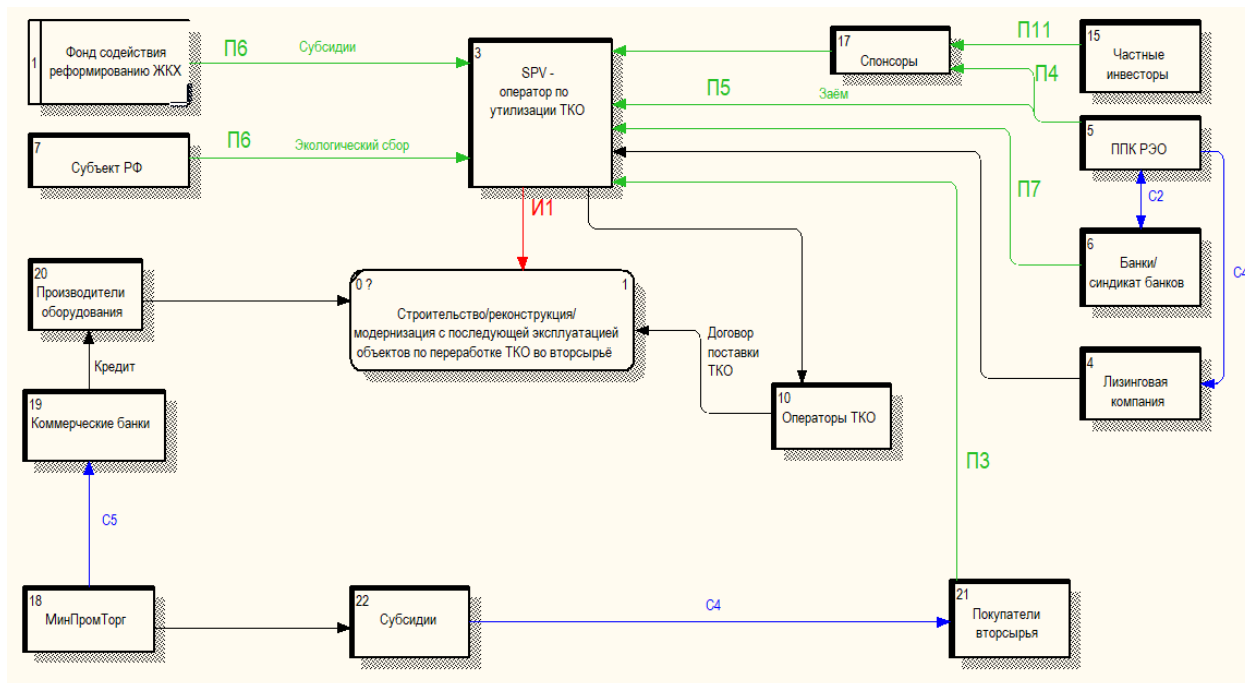 1
Фонд содействия
реформированию ЖКХ
П6
Субсидии
3
SPV -
оператор по
утилизации ТКО
17
Спонсоры
П11
15
Частные
инвесторы
П4
П5
Заём
5
ППК РЭО
7
Субъект РФ
П6
Экологический сбор
И1
П7
С2
6
Банки/
синдикат банков
С4
20
Производители
оборудования
0 ?
1
Строительство/реконструкция/
модернизация с последующей эксплуатацией
объектов по переработке ТКО во вторсырьё
Договор
поставки
ТКО
4
Лизинговая
компания
Кредит
19
Коммерческие банки
10
Операторы ТКО
П3
С5
18
МинПромТорг
22
Субсидии
С4
21
Покупатели
вторсырья